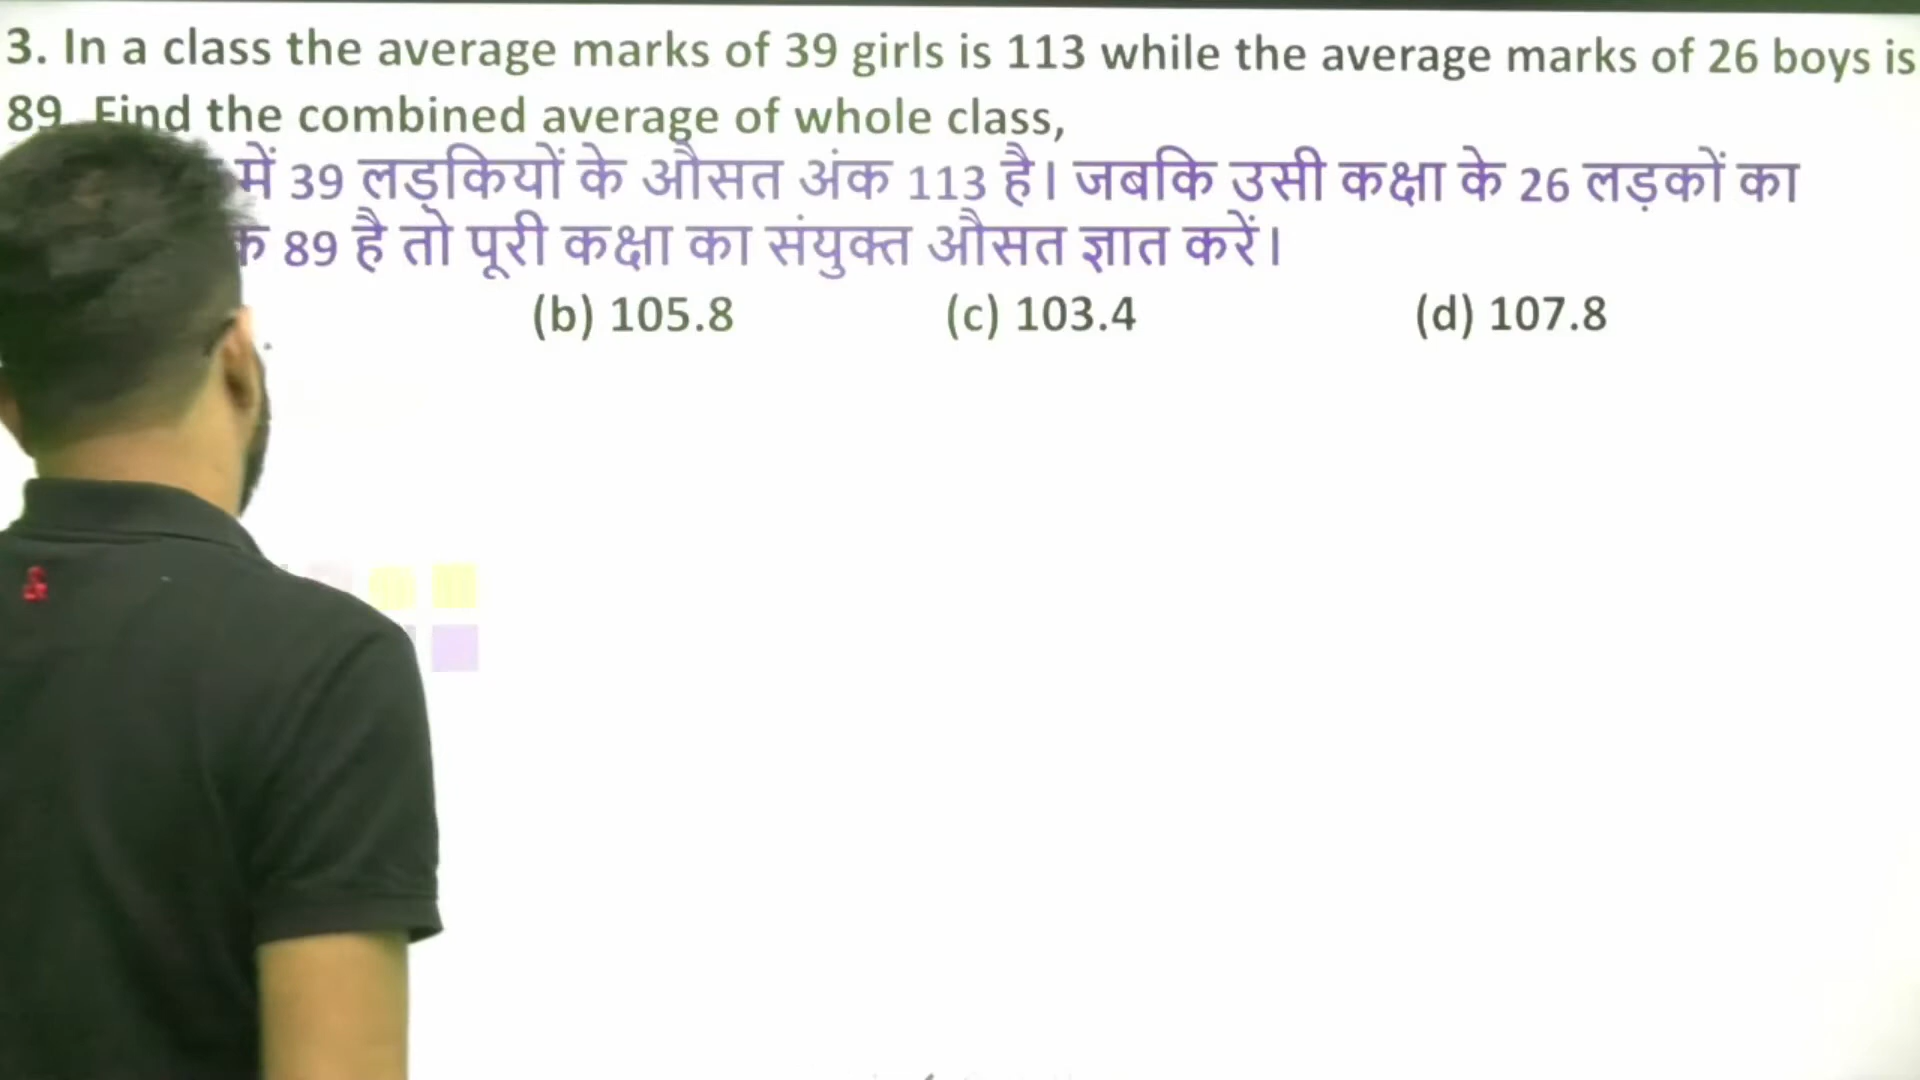 3. In a class the average marks of 39 girls is 113 while the average marks of 26 boys is
89. Find the combined average of whole class,
में 39 लड़कियों के औसत अंक 113 है। जबकि उसी कक्षा के 26 लड़कों का
89 है तो पूरी कक्षा का संयुक्त औसत ज्ञात करें।
(b) 105.8 (c) 103.4 (d) 107.8